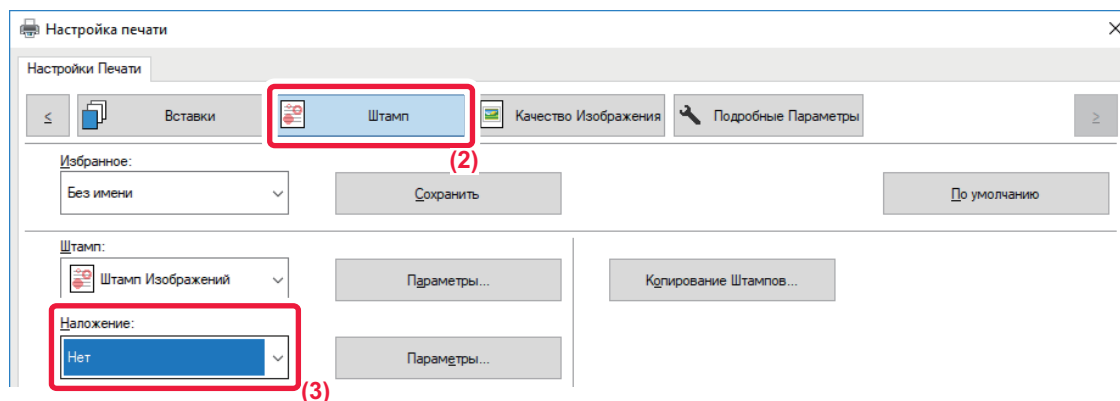 Настройка печати
Настройки Печати
< Вставки Штамп Качество Изображения Подробные Параметры >
(2)
Избранное:
Без имени Сохранить По умолчанию
Штамп:
Штамп Изображений Параметры... Копирование Штампов...
Наложение:
Нет Параметры...
(3)